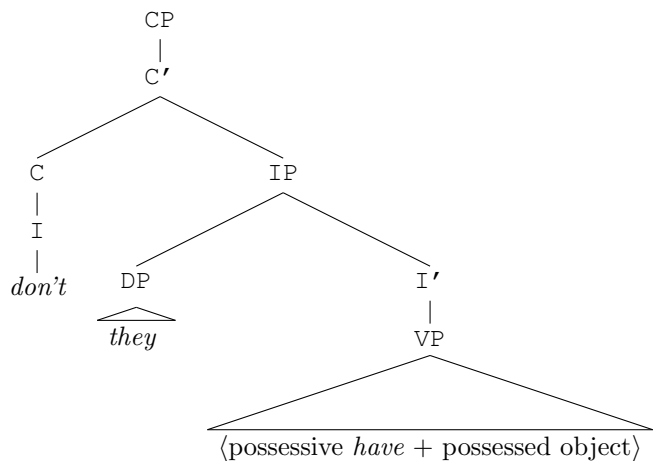 CP
C′
C IP
I
don't DP I′
they VP
⟨possessive have + possessed object⟩